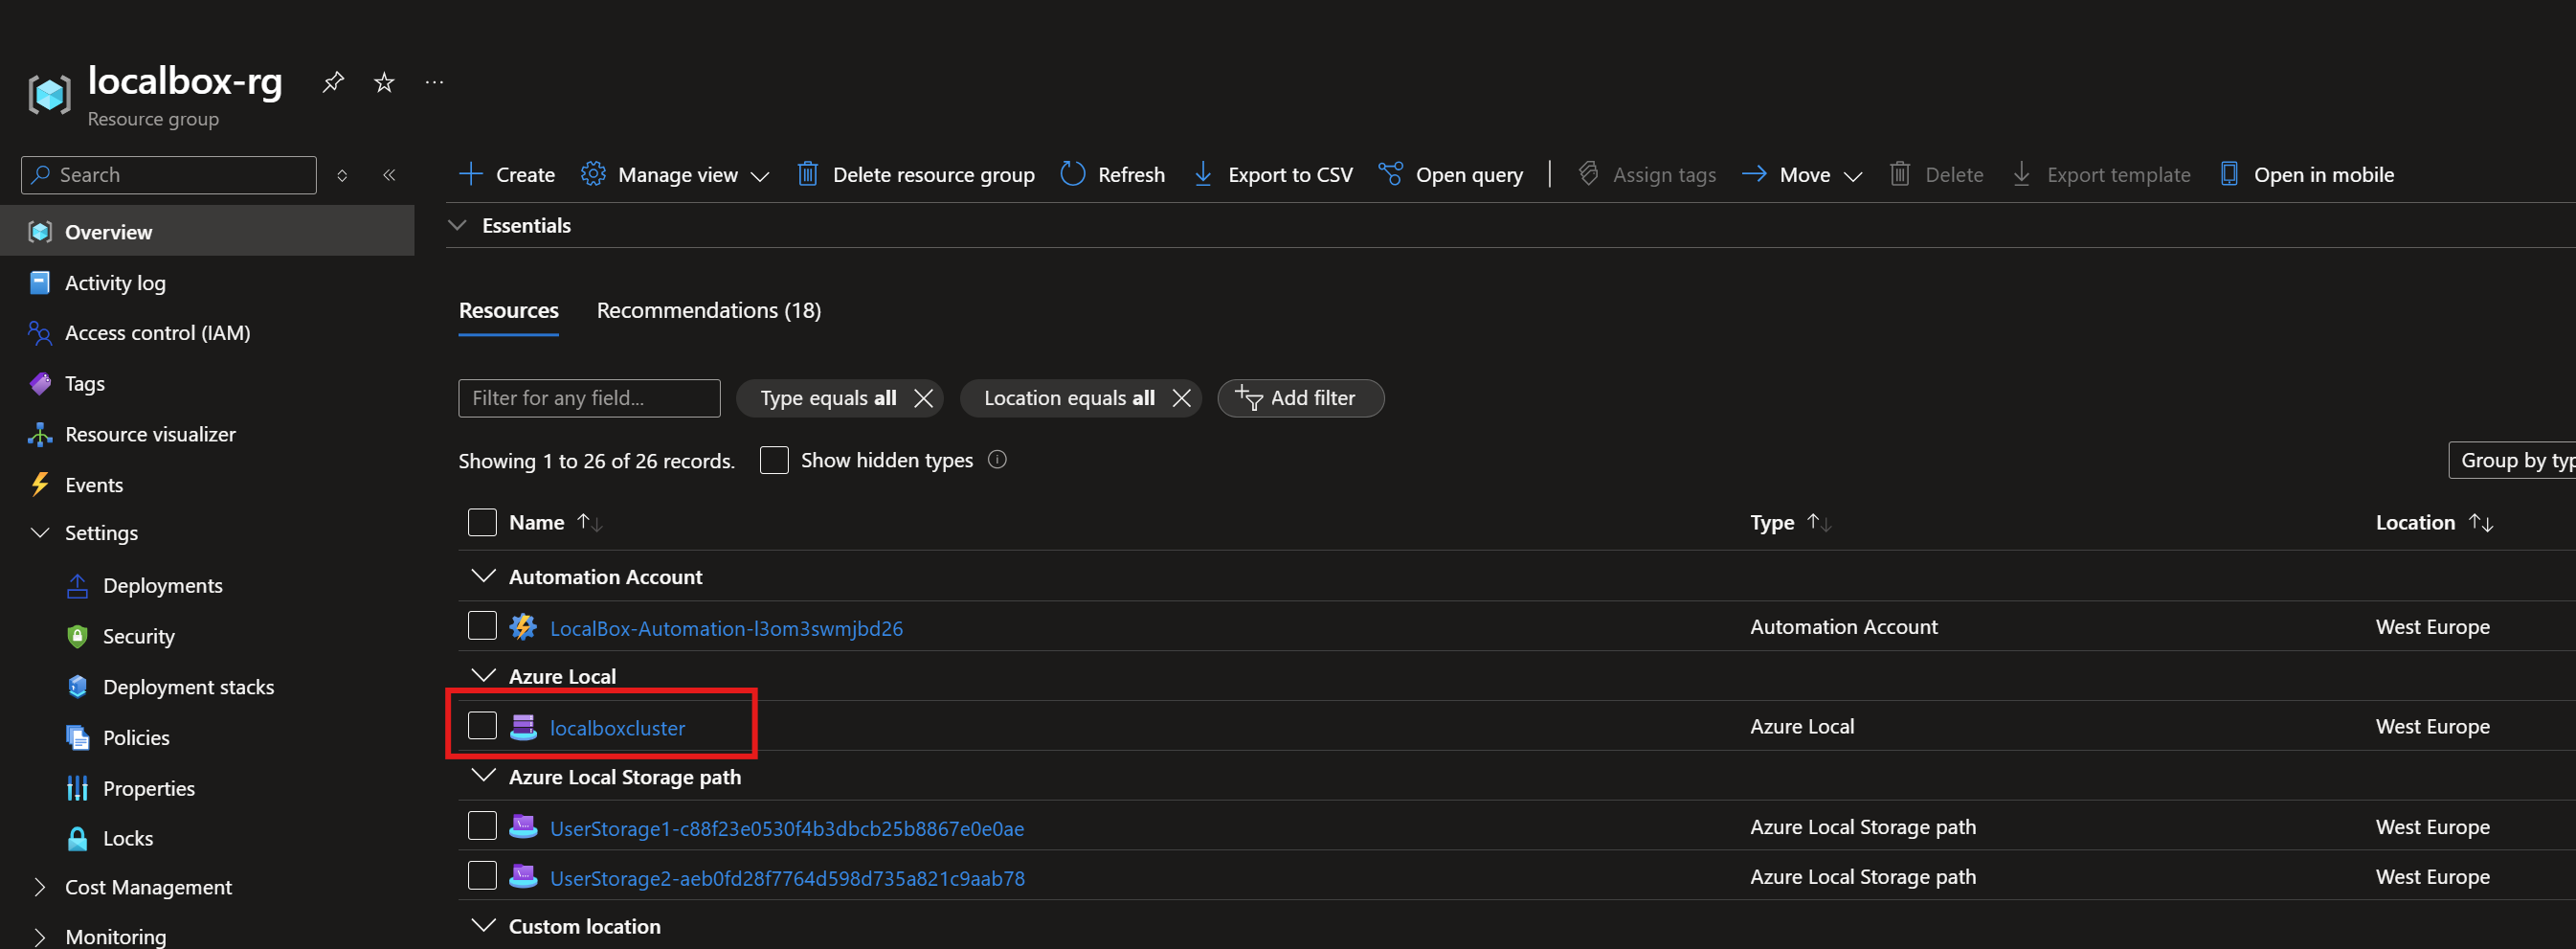 localbox-rg
Resource group
Search
Create Manage view Delete resource group Refresh Export to CSV Open query Assign tags Move Delete Export template Open in mobile
Essentials
Overview
Activity log
Access control (IAM)
Tags
Resource visualizer
Events
Settings
Deployments
Security
Deployment stacks
Policies
Properties
Locks
Cost Management
Monitoring
Resources Recommendations (18)
Filter for any field... Type equals all Location equals all Add filter
Showing 1 to 26 of 26 records. Show hidden types
Group by typ
Name Type Location
Automation Account
LocalBox-Automation-l3om3swmjbd26 Automation Account West Europe
Azure Local
localboxcluster Azure Local West Europe
Azure Local Storage path
UserStorage1-c88f23e0530f4b3dbcb25b8867e0e0ae Azure Local Storage path West Europe
UserStorage2-aeb0fd28f7764d598d735a821c9aab78 Azure Local Storage path West Europe
Custom location